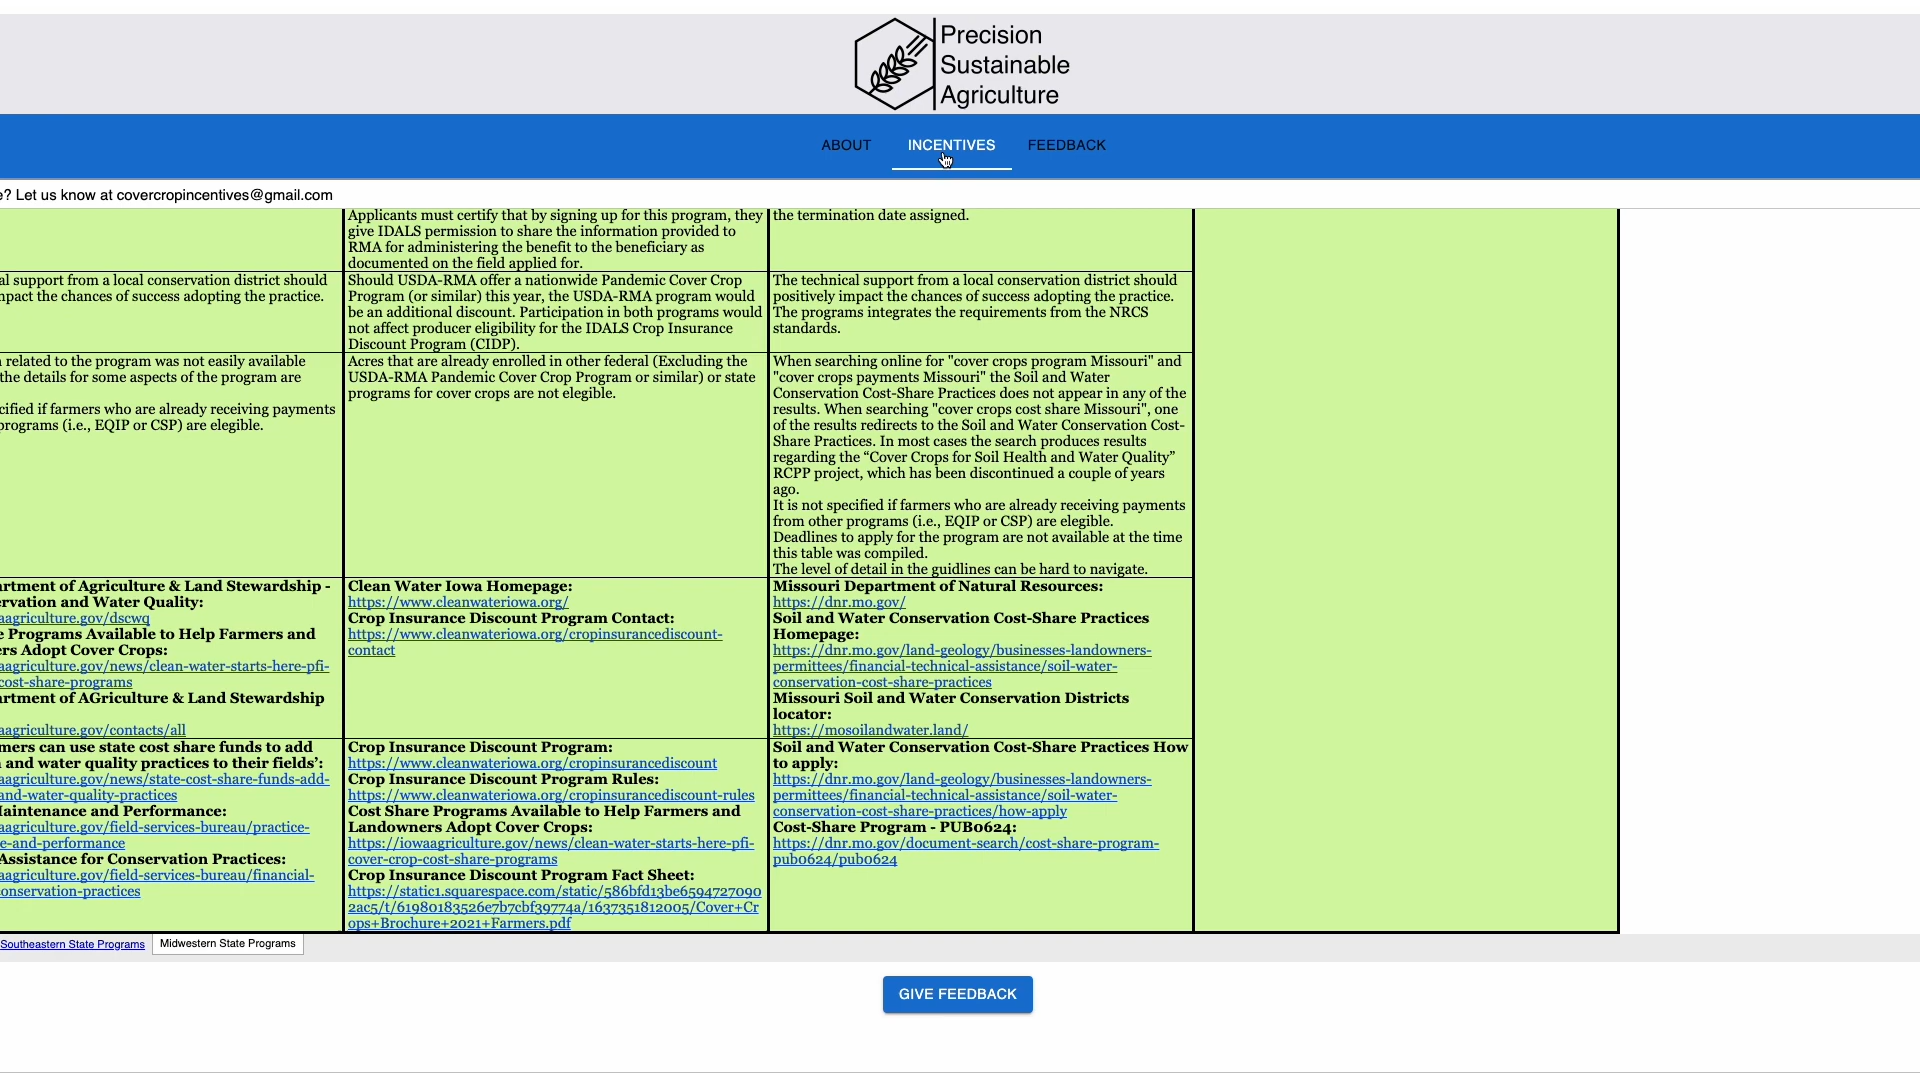 Precision
Sustainable
Agriculture
ABOUT
INCENTIVES
FEEDBACK
e? Let us know at covercropincentives@gmail.com
Applicants must certify that by signing up for this program, they
give IDALS permission to share the information provided to
RMA for administering the benefit to the beneficiary as
documented on the field applied for.
the termination date assigned.
al support from a local conservation district should
mpact the chances of success adopting the practice.
Should USDA-RMA offer a nationwide Pandemic Cover Crop
Program (or similar) this year, the USDA-RMA program would
be an additional discount. Participation in both programs would
not affect producer eligibility for the IDALS Crop Insurance
Discount Program (CIDP).
The technical support from a local conservation district should
positively impact the chances of success adopting the practice.
The programs integrates the requirements from the NRCS
standards.
related to the program was not easily available
the details for some aspects of the program are
cified if farmers who are already receiving payments
programs (i.e., EQIP or CSP) are elegible.
Acres that are already enrolled in other federal (Excluding the
USDA-RMA Pandemic Cover Crop Program or similar) or state
programs for cover crops are not elegible.
When searching online for "cover crops program Missouri" and
"cover crops payments Missouri" the Soil and Water
Conservation Cost-Share Practices does not appear in any of the
results. When searching "cover crops cost share Missouri", one
of the results redirects to the Soil and Water Conservation Cost-
Share Practices. In most cases the search produces results
regarding the “Cover Crops for Soil Health and Water Quality”
RCPP project, which has been discontinued a couple of years
ago.
It is not specified if farmers who are already receiving payments
from other programs (i.e., EQIP or CSP) are elegible.
Deadlines to apply for the program are not available at the time
this table was compiled.
The level of detail in the guidlines can be hard to navigate.
artment of Agriculture & Land Stewardship -
ervation and Water Quality:
aagriculture.gov/dscwq
e Programs Available to Help Farmers and
ers Adopt Cover Crops:
aagriculture.gov/news/clean-water-starts-here-pfi-
cost-share-programs
artment of AGriculture & Land Stewardship
aagriculture.gov/contacts/all
Clean Water Iowa Homepage:
https://www.cleanwateriowa.org/
Crop Insurance Discount Program Contact:
https://www.cleanwateriowa.org/cropinsurancediscount-
contact
Missouri Department of Natural Resources:
https://dnr.mo.gov/
Soil and Water Conservation Cost-Share Practices
Homepage:
https://dnr.mo.gov/land-geology/businesses-landowners-
permittees/financial-technical-assistance/soil-water-
conservation-cost-share-practices
Missouri Soil and Water Conservation Districts
locator:
https://mosoilandwater.land/
mers can use state cost share funds to add
and water quality practices to their fields’:
aagriculture.gov/news/state-cost-share-funds-add-
and-water-quality-practices
Maintenance and Performance:
aagriculture.gov/field-services-bureau/practice-
e-and-performance
Assistance for Conservation Practices:
aagriculture.gov/field-services-bureau/financial-
onservation-practices
Crop Insurance Discount Program:
https://www.cleanwateriowa.org/cropinsurancediscount
Crop Insurance Discount Program Rules:
https://www.cleanwateriowa.org/cropinsurancediscount-rules
Cost Share Programs Available to Help Farmers and
Landowners Adopt Cover Crops:
https://iowaagriculture.gov/news/clean-water-starts-here-pfi-
cover-crop-cost-share-programs
Crop Insurance Discount Program Fact Sheet:
https://static1.squarespace.com/static/586bfd13be6594727090
2ac5/t/61980183526e7b7cbf39774a/1637351812005/Cover+Cr
ops+Brochure+2021+Farmers.pdf
Soil and Water Conservation Cost-Share Practices How
to apply:
https://dnr.mo.gov/land-geology/businesses-landowners-
permittees/financial-technical-assistance/soil-water-
conservation-cost-share-practices/how-apply
Cost-Share Program - PUB0624:
https://dnr.mo.gov/document-search/cost-share-program-
pub0624/pub0624
Southeastern State Programs
Midwestern State Programs
GIVE FEEDBACK